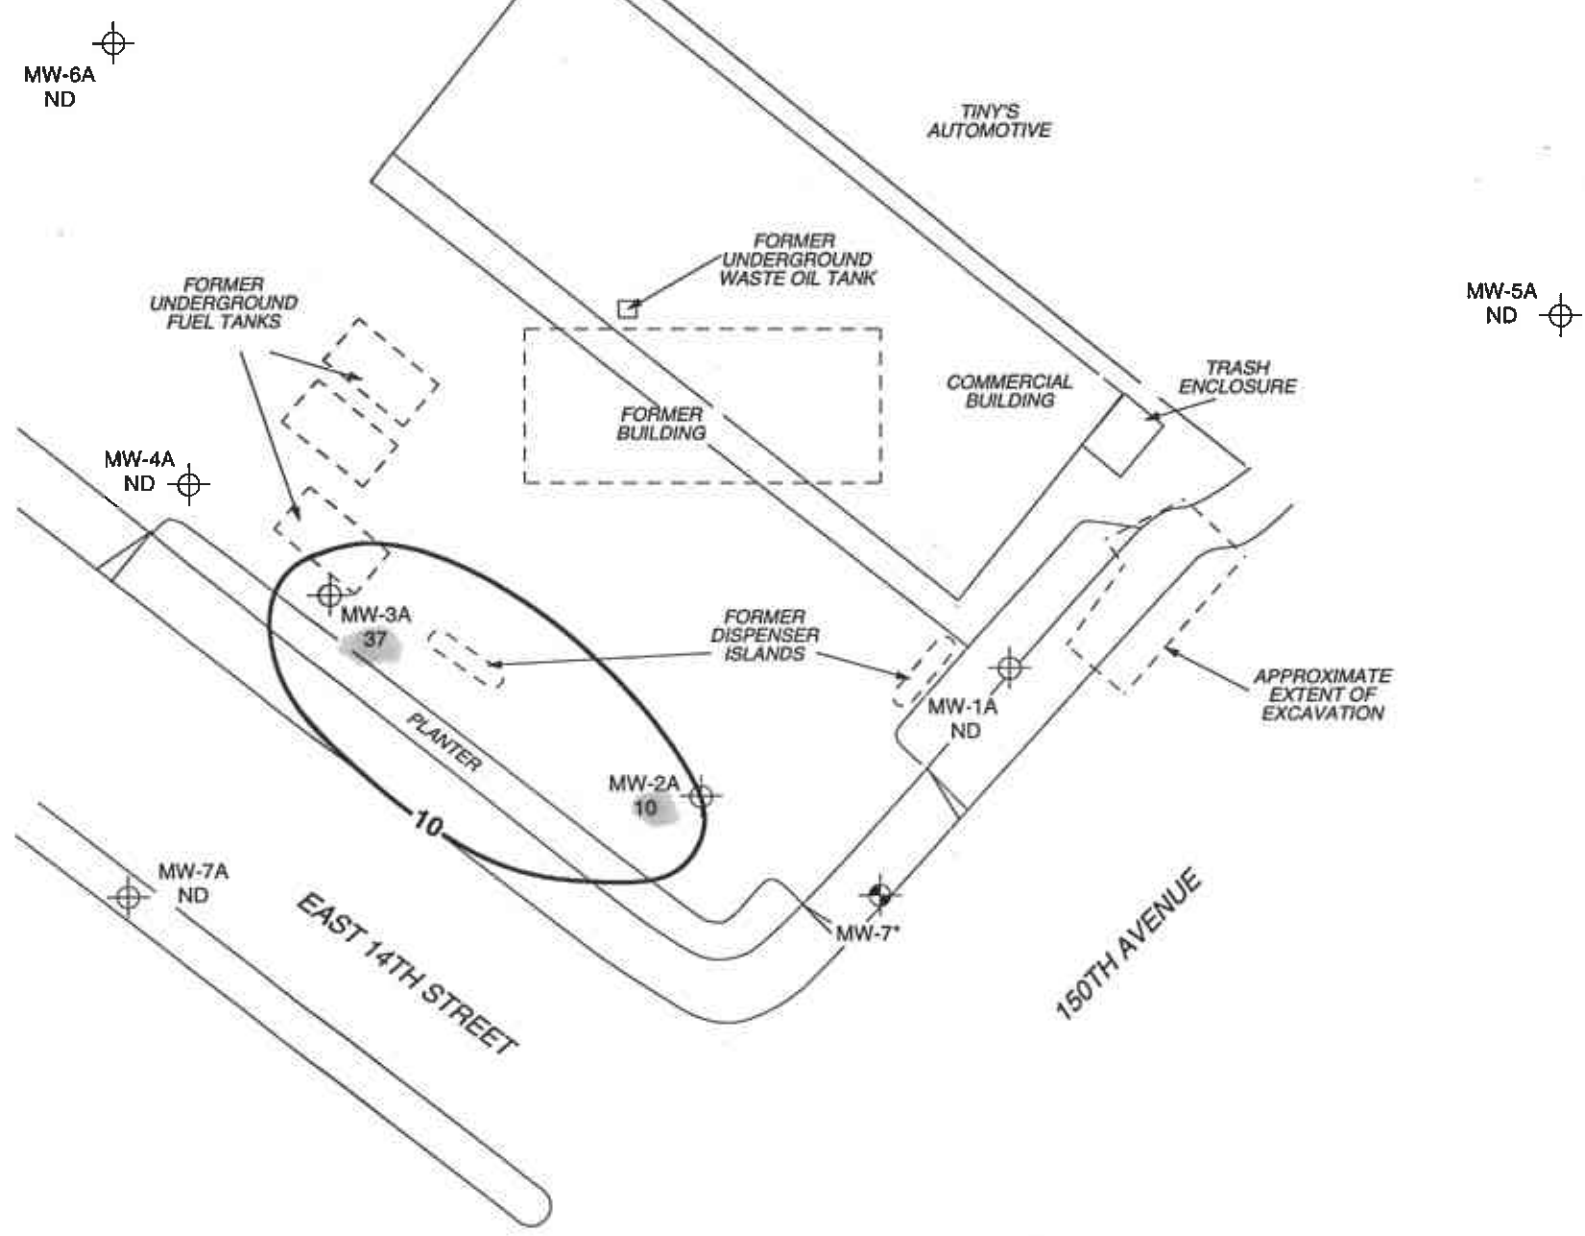 MW-6A
ND
TINY'S
AUTOMOTIVE
FORMER
UNDERGROUND
WASTE OIL TANK
FORMER
UNDERGROUND
FUEL TANKS
MW-5A
ND
TRASH
ENCLOSURE
COMMERCIAL
BUILDING
FORMER
BUILDING
MW-4A
ND
MW-3A
37
FORMER
DISPENSER
ISLANDS
APPROXIMATE
EXTENT OF
EXCAVATION
MW-1A
ND
PLANTER
MW-2A
10
10
MW-7A
ND
EAST 14TH STREET
MW-7*
150TH AVENUE